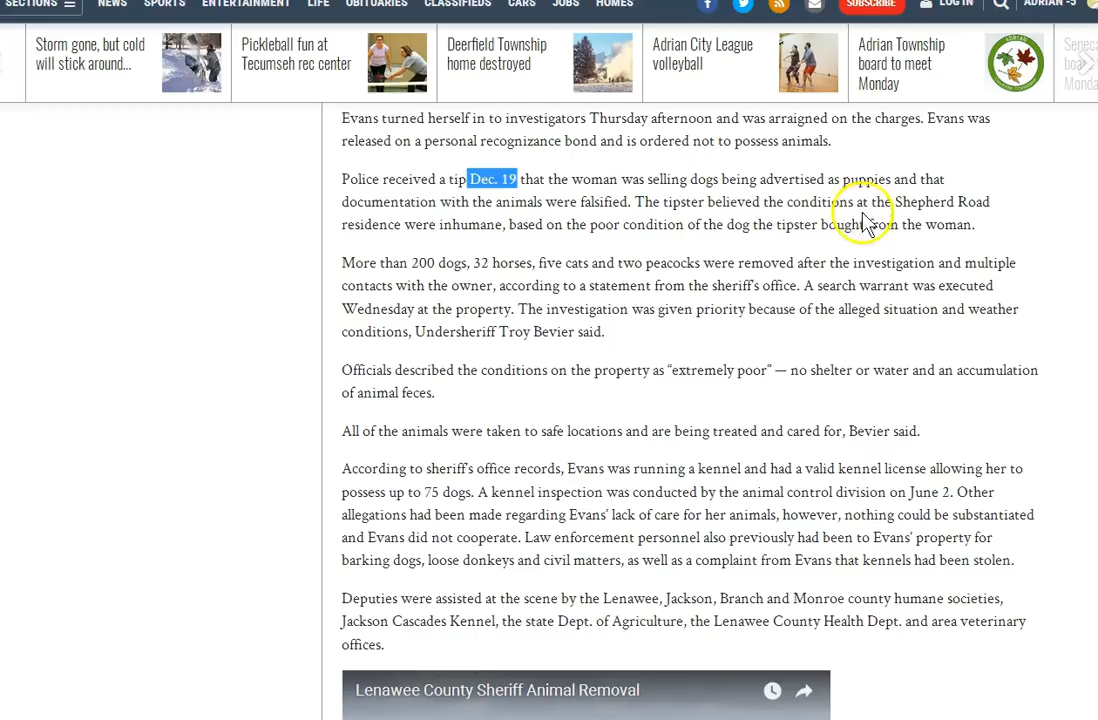 SECTIONS NEWS SPORTS ENTERTAINMENT LIFE OBITUARIES CLASSIFIEDS CARS JOBS HOMES SUBSCRIBE LOG IN ADRIAN -5
Storm gone, but cold
will stick around...
Pickleball fun at
Tecumseh rec center
Deerfield Township
home destroyed
Adrian City League
volleyball
Adrian Township
board to meet
Monday
Seneca
Monday
Evans turned herself in to investigators Thursday afternoon and was arraigned on the charges. Evans was
released on a personal recognizance bond and is ordered not to possess animals.
Police received a tip Dec. 19 that the woman was selling dogs being advertised as puppies and that
documentation with the animals were falsified. The tipster believed the condition at the Shepherd Road
residence were inhumane, based on the poor condition of the dog the tipster bought from the woman.
More than 200 dogs, 32 horses, five cats and two peacocks were removed after the investigation and multiple
contacts with the owner, according to a statement from the sheriff's office. A search warrant was executed
Wednesday at the property. The investigation was given priority because of the alleged situation and weather
conditions, Undersheriff Troy Bevier said.
Officials described the conditions on the property as “extremely poor” — no shelter or water and an accumulation
of animal feces.
All of the animals were taken to safe locations and are being treated and cared for, Bevier said.
According to sheriff's office records, Evans was running a kennel and had a valid kennel license allowing her to
possess up to 75 dogs. A kennel inspection was conducted by the animal control division on June 2. Other
allegations had been made regarding Evans' lack of care for her animals, however, nothing could be substantiated
and Evans did not cooperate. Law enforcement personnel also previously had been to Evans' property for
barking dogs, loose donkeys and civil matters, as well as a complaint from Evans that kennels had been stolen.
Deputies were assisted at the scene by the Lenawee, Jackson, Branch and Monroe county humane societies,
Jackson Cascades Kennel, the state Dept. of Agriculture, the Lenawee County Health Dept. and area veterinary
offices.
Lenawee County Sheriff Animal Removal